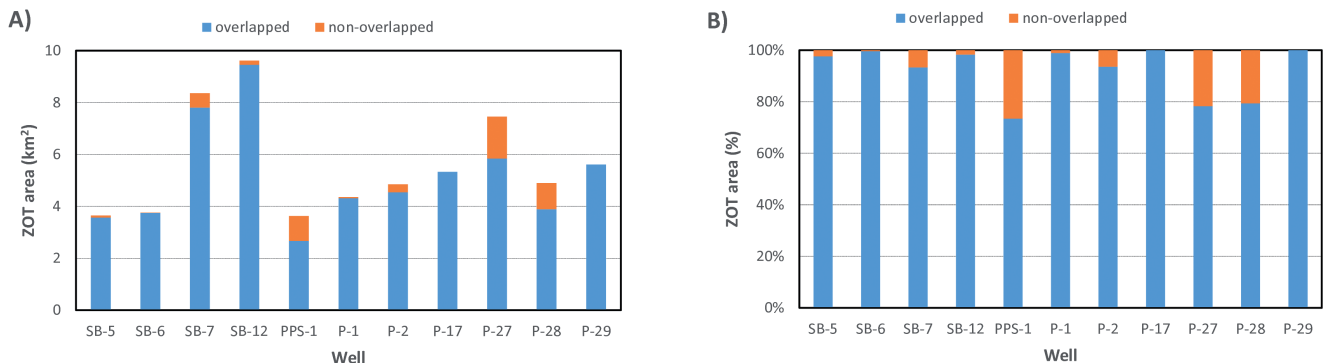 A)
overlapped non-overlapped
10
8
6
4
2
0
ZOT area (km²)
SB-5 SB-6 SB-7 SB-12 PPS-1 P-1 P-2 P-17 P-27 P-28 P-29
Well
B)
overlapped non-overlapped
100%
80%
60%
40%
20%
0%
ZOT area (%)
SB-5 SB-6 SB-7 SB-12 PPS-1 P-1 P-2 P-17 P-27 P-28 P-29
Well